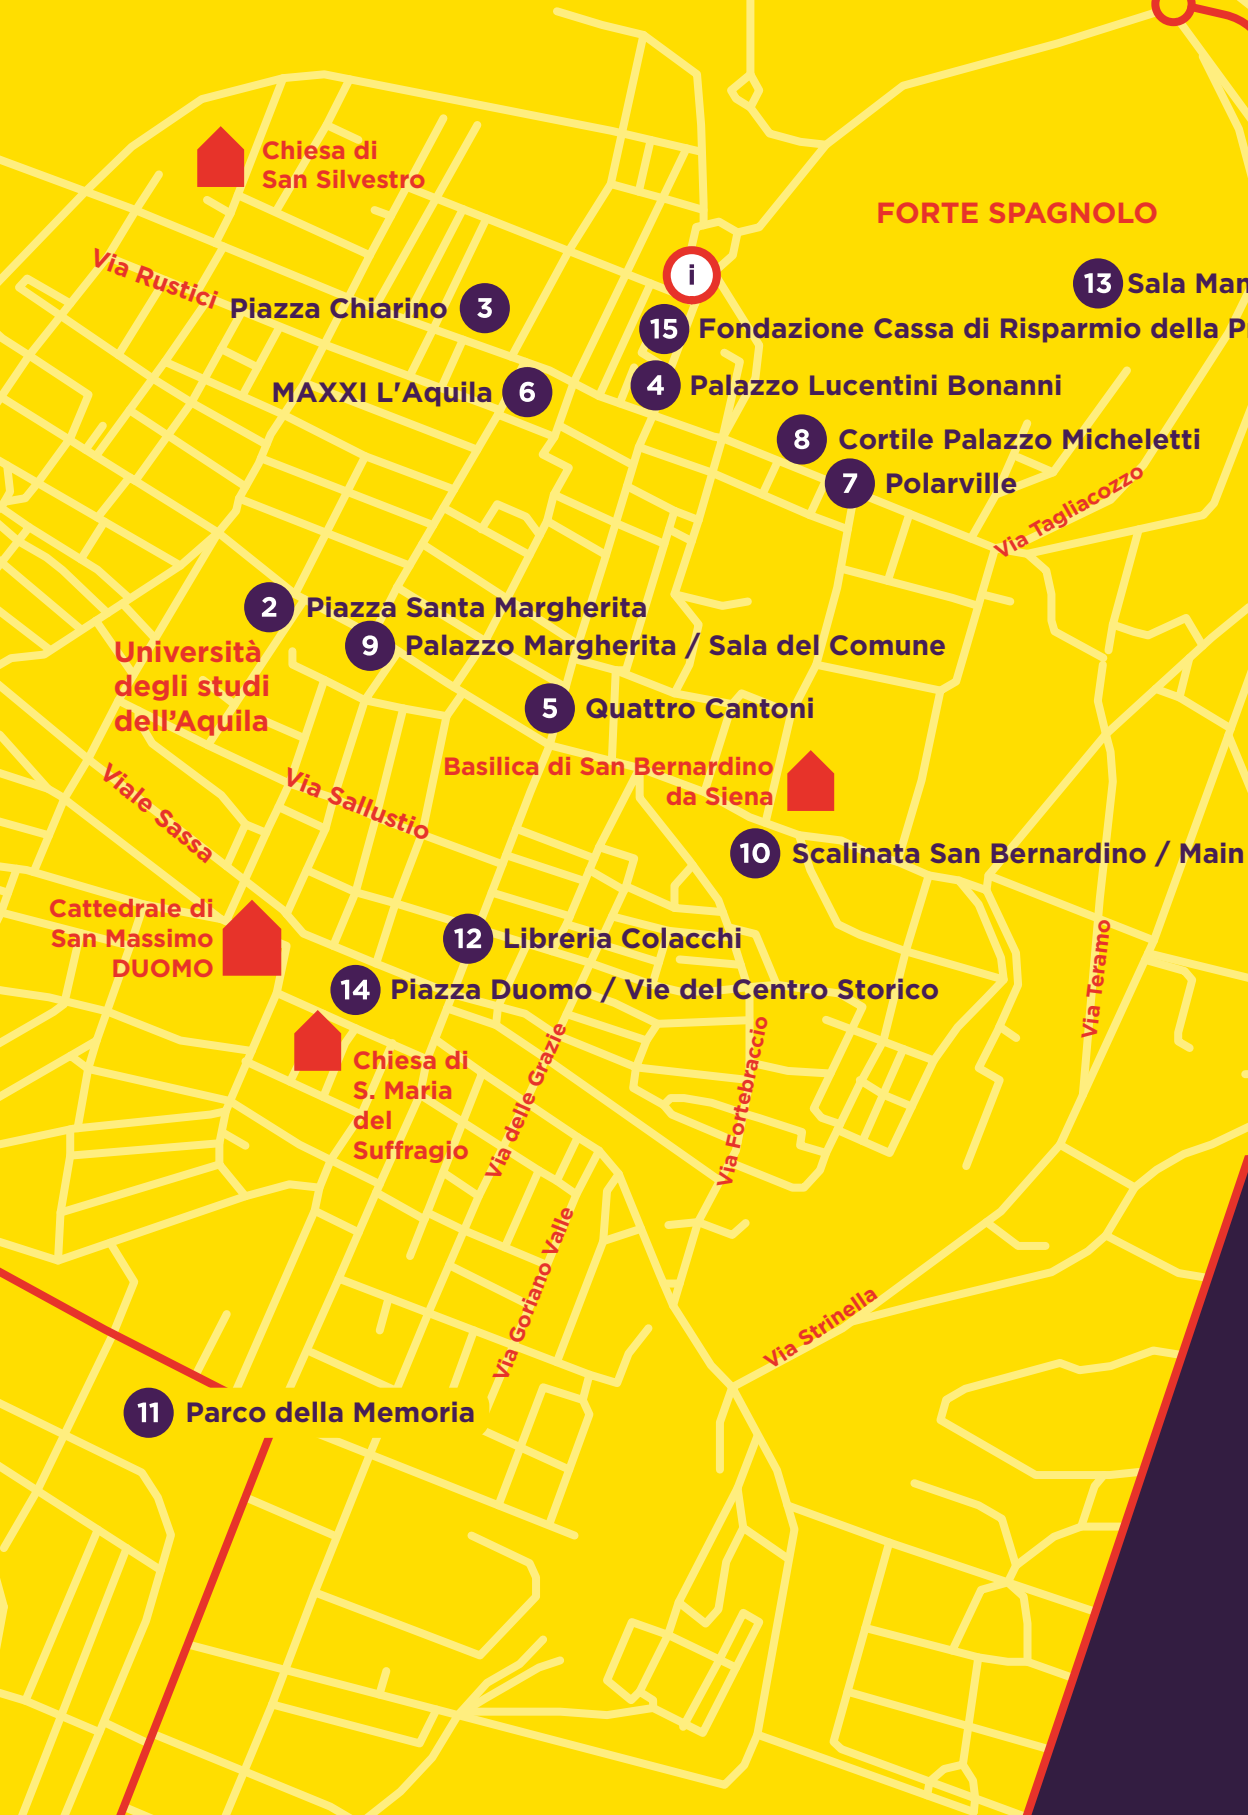 Chiesa di
San Silvestro
FORTE SPAGNOLO
Via Rustici
i
13 Sala
Piazza Chiarino 3
15 Fondazione Cassa di Risparmio della
MAXXI L'Aquila 6
4 Palazzo Lucentini Bonanni
8 Cortile Palazzo Micheletti
7 Polarville
Via Tagliacozzo
2 Piazza Santa Margherita
9 Palazzo Margherita / Sala del Comune
Università
degli studi
dell’Aquila
5 Quattro Cantoni
Basilica di San Bernardino
da Siena
Viale Sassa
Via Sallustio
10 Scalinata San Bernardino / Main
Cattedrale di
San Massimo
DUOMO
12 Libreria Colacchi
14 Piazza Duomo / Vie del Centro Storico
Via Teramo
Chiesa di
S. Maria
del
Suffragio
Via delle Grazie
Via Fortebraccio
Via Goriano Valle
Via Strinella
11 Parco della Memoria